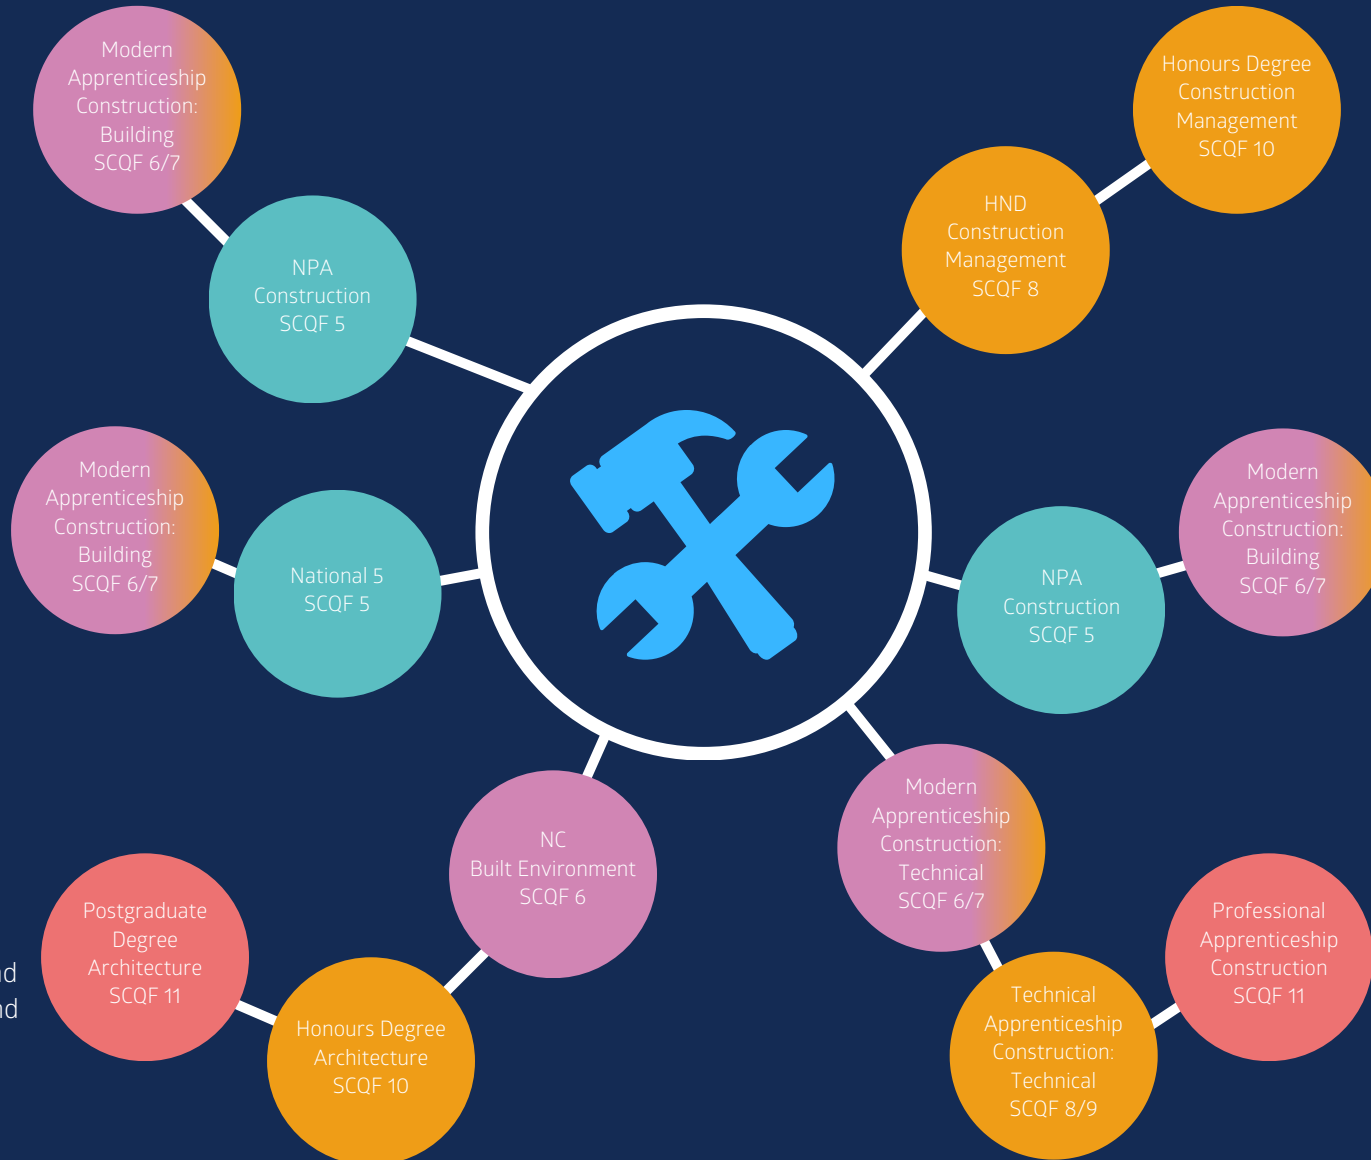 Modern
Apprenticeship
Construction:
Building
SCQF 6/7
NPA
Construction
SCQF 5
HND
Construction
Management
SCQF 8
Honours Degree
Construction
Management
SCQF 10
Modern
Apprenticeship
Construction:
Building
SCQF 6/7
National 5
SCQF 5
NPA
Construction
SCQF 5
Modern
Apprenticeship
Construction:
Building
SCQF 6/7
NC
Built Environment
SCQF 6
Honours Degree
Architecture
SCQF 10
Postgraduate
Degree
Architecture
SCQF 11
Modern
Apprenticeship
Construction:
Technical
SCQF 6/7
Technical
Apprenticeship
Construction:
Technical
SCQF 8/9
Professional
Apprenticeship
Construction
SCQF 11